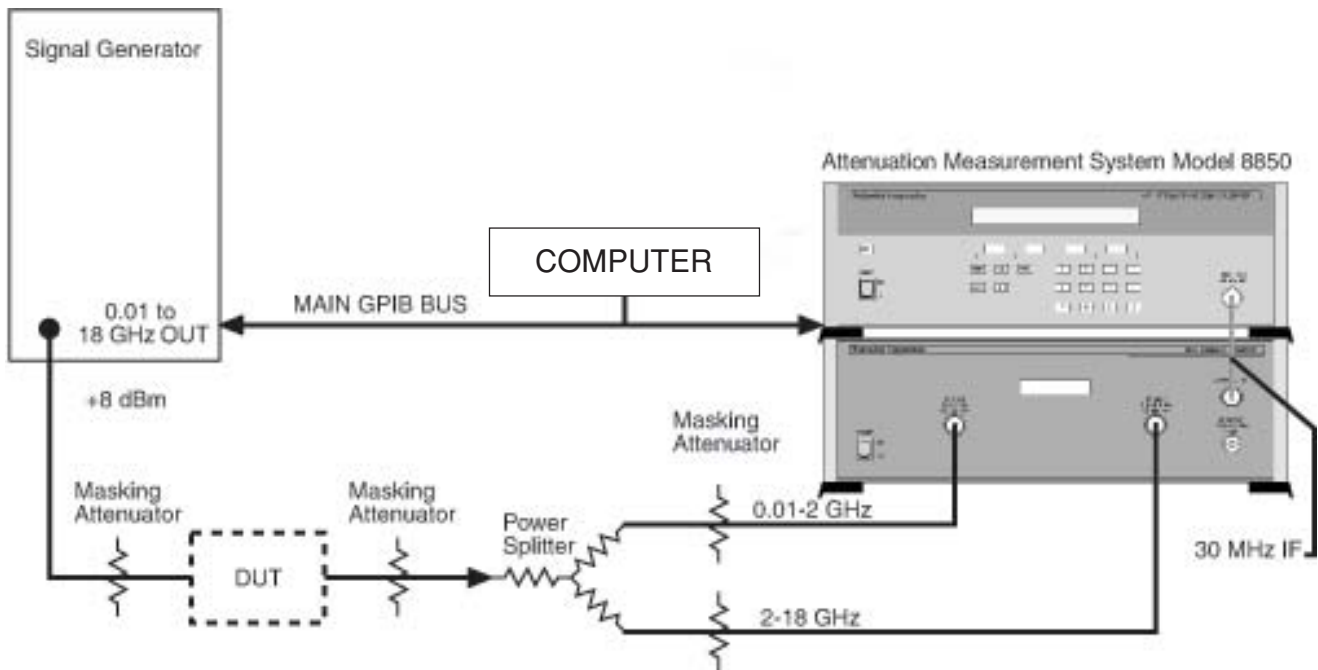 Signal Generator
0.01 to
18 GHz OUT
+8 dBm
MAIN GPIB BUS
COMPUTER
Attenuation Measurement System Model 8850
Masking
Attenuator
DUT
Masking
Attenuator
Power
Splitter
Masking
Attenuator
0.01-2 GHz
2-18 GHz
30 MHz IF